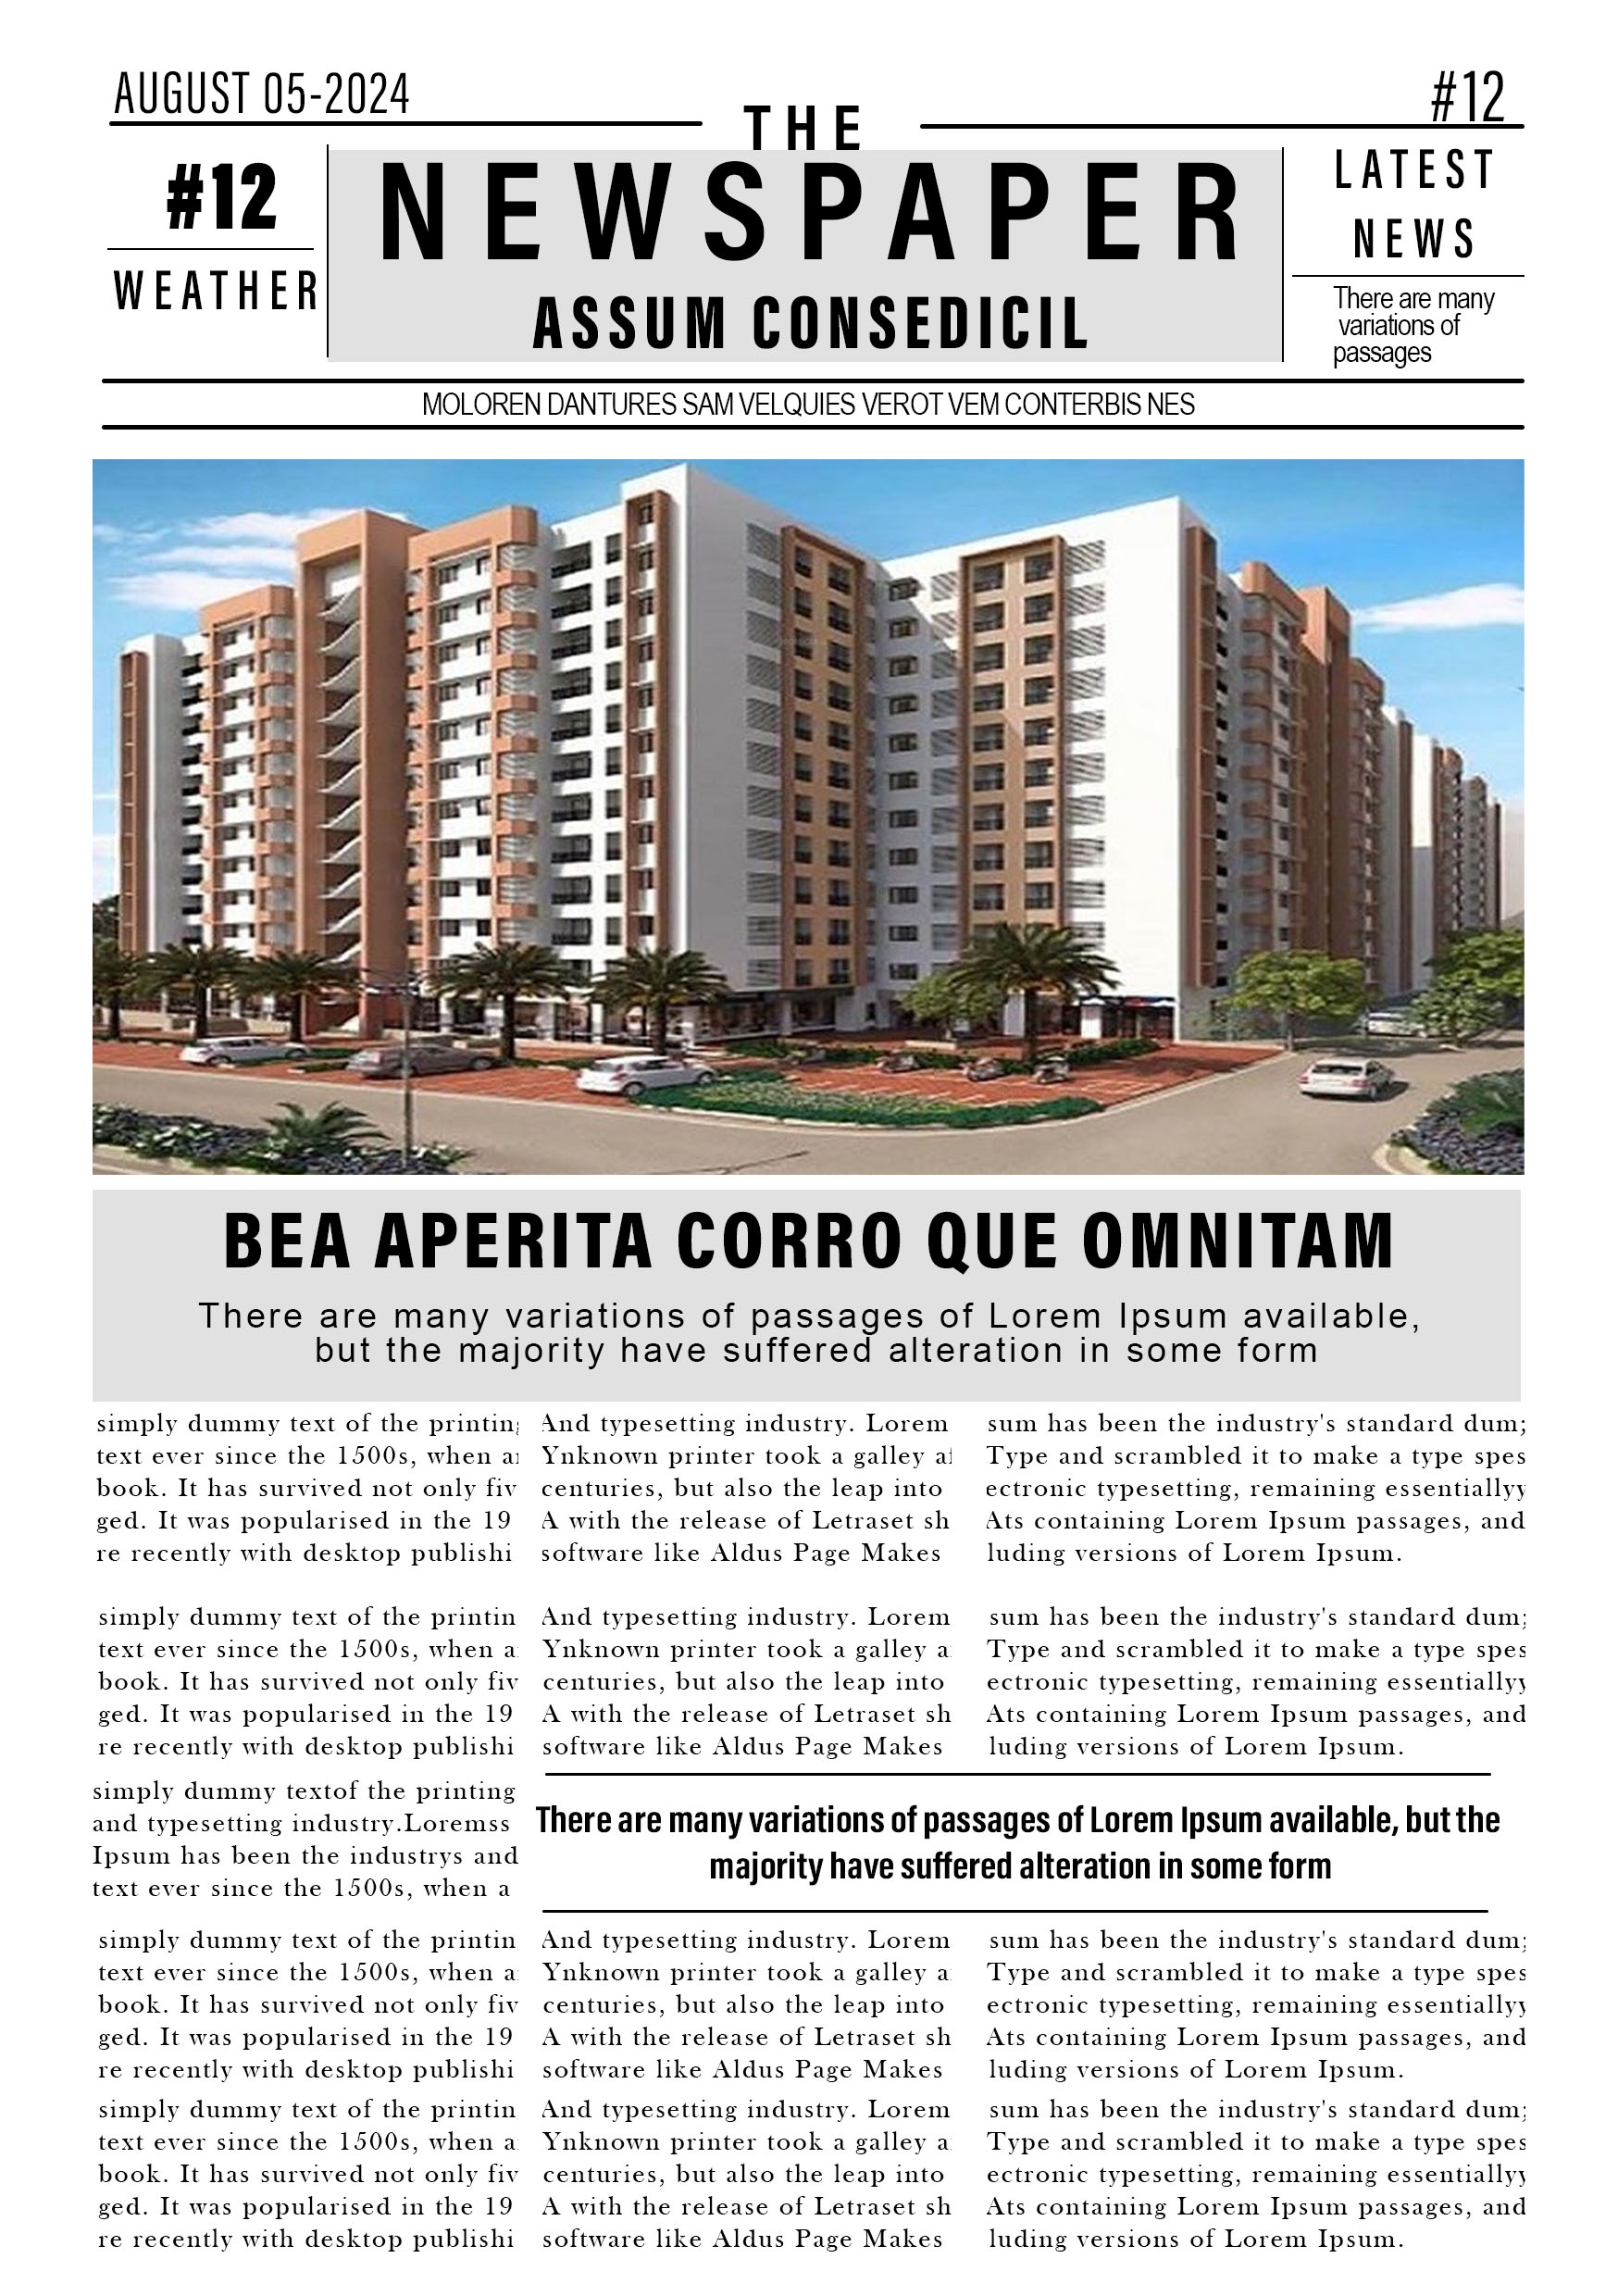 AUGUST 05-2024
#12
THE
#12
WEATHER
NEWSPAPER
ASSUM CONSEDICIL
LATEST
NEWS
There are many
variations of
passages
MOLOREN DANTURES SAM VELQUIES VEROT VEM CONTERBIS NES
BEA APERITA CORRO QUE OMNITAM
There are many variations of passages of Lorem Ipsum available,
but the majority have suffered alteration in some form
simply dummy text of the printing
text ever since the 1500s, when a
book. It has survived not only fiv
ged. It was popularised in the 19
re recently with desktop publishi
And typesetting industry. Lorem
Ynknown printer took a galley a
centuries, but also the leap into
A with the release of Letraset sh
software like Aldus Page Makes
sum has been the industry's standard dum;
Type and scrambled it to make a type spes
ectronic typesetting, remaining essentiallyy
Ats containing Lorem Ipsum passages, and
luding versions of Lorem Ipsum.
simply dummy text of the printin
text ever since the 1500s, when a
book. It has survived not only fiv
ged. It was popularised in the 19
re recently with desktop publishi
And typesetting industry. Lorem
Ynknown printer took a galley a
centuries, but also the leap into
A with the release of Letraset sh
software like Aldus Page Makes
sum has been the industry's standard dum;
Type and scrambled it to make a type spes
ectronic typesetting, remaining essentiallyy
Ats containing Lorem Ipsum passages, and
luding versions of Lorem Ipsum.
simply dummy textof the printing
and typesetting industry.Loremss
Ipsum has been the industrys and
text ever since the 1500s, when a
There are many variations of passages of Lorem Ipsum available, but the
majority have suffered alteration in some form
simply dummy text of the printin
text ever since the 1500s, when a
book. It has survived not only fiv
ged. It was popularised in the 19
re recently with desktop publishi
And typesetting industry. Lorem
Ynknown printer took a galley a
centuries, but also the leap into
A with the release of Letraset sh
software like Aldus Page Makes
sum has been the industry's standard dum;
Type and scrambled it to make a type spes
ectronic typesetting, remaining essentiallyy
Ats containing Lorem Ipsum passages, and
luding versions of Lorem Ipsum.
simply dummy text of the printin
text ever since the 1500s, when a
book. It has survived not only fiv
ged. It was popularised in the 19
re recently with desktop publishi
And typesetting industry. Lorem
Ynknown printer took a galley a
centuries, but also the leap into
A with the release of Letraset sh
software like Aldus Page Makes
sum has been the industry's standard dum;
Type and scrambled it to make a type spes
ectronic typesetting, remaining essentiallyy
Ats containing Lorem Ipsum passages, and
luding versions of Lorem Ipsum.